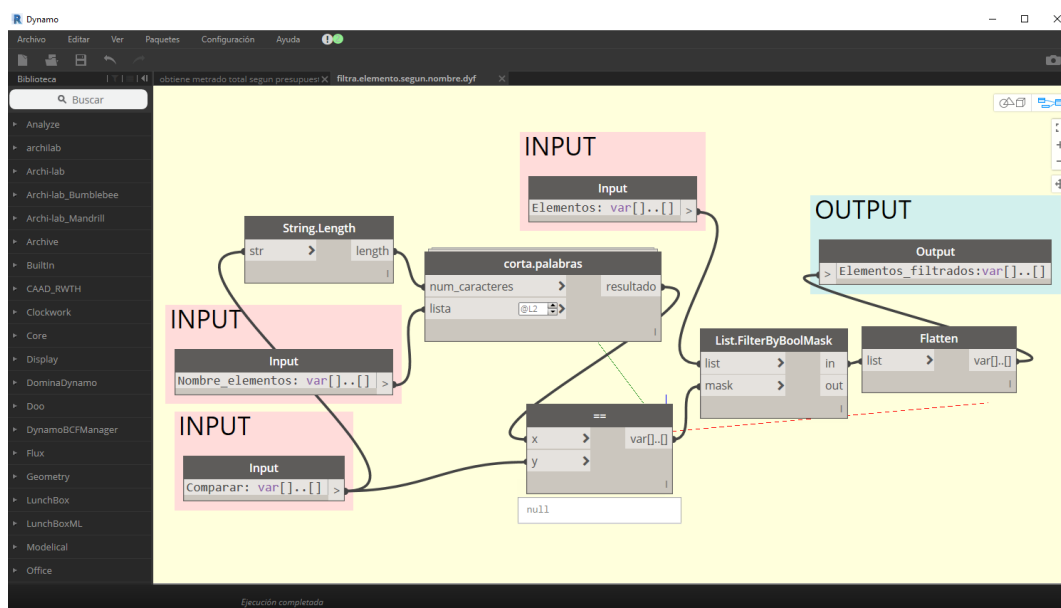 Dynamo
Archivo Editar Ver Paquetes Configuración Ayuda
Biblioteca
obtiene metrado total segun presupuest X filtra.elemento.segun.nombre.dyf X
Buscar
Analyze
archilab
Archi-lab
Archi-lab_Bumblebee
Archi-lab_Mandrill
Archive
BuiltIn
CAAD_RWTH
Clockwork
Core
Display
DominaDynamo
Doo
DynamoBCFManager
Flux
Geometry
LunchBox
LunchBoxML
Modelical
Office
INPUT
Input
Elementos: var[]..[] >
String.Length
str > length
l
corta.palabras
num_caracteres > resultado
lista @L2 >
l
INPUT
Input
Nombre_elementos: var[]..[] >
INPUT
Input
Comparar: var[]..[] >
==
x > var[]..[]
y >
l
null
List.FilterByBoolMask
list > in
mask > out
l
Flatten
list > var[]..[]
l
OUTPUT
Output
> Elementos_filtrados:var[]..[]
Ejecución completada